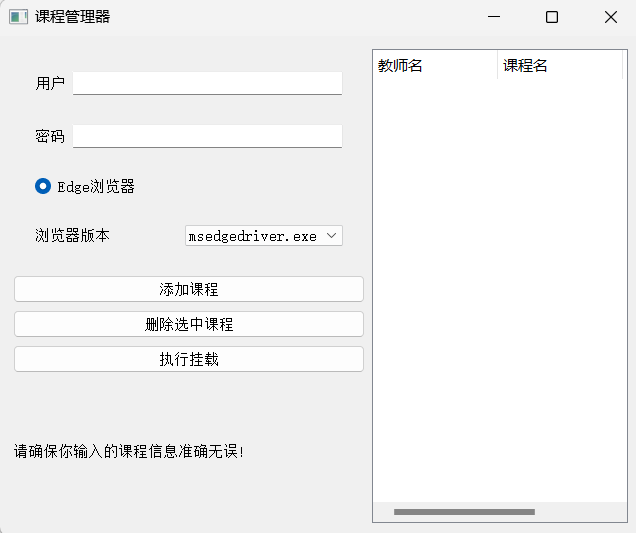 课程管理器
用户
密码
Edge浏览器
浏览器版本 msedgedriver.exe
添加课程
删除选中课程
执行挂载
请确保你输入的课程信息准确无误!
教师名 课程名